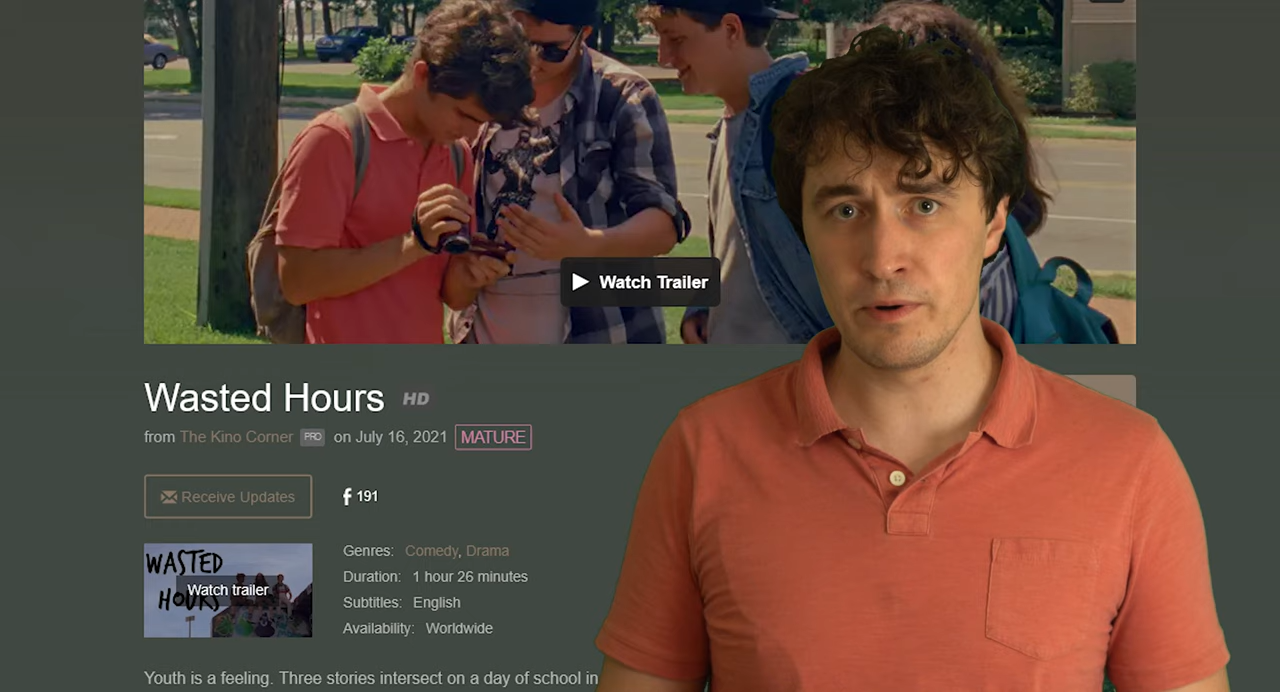 Watch Trailer
Wasted Hours HD
from The Kino Corner PRO on July 16, 2021 MATURE
Receive Updates
f 191
WASTED
HOURS
Watch trailer
Genres: Comedy, Drama
Duration: 1 hour 26 minutes
Subtitles: English
Availability: Worldwide
Youth is a feeling. Three stories intersect on a day of school in